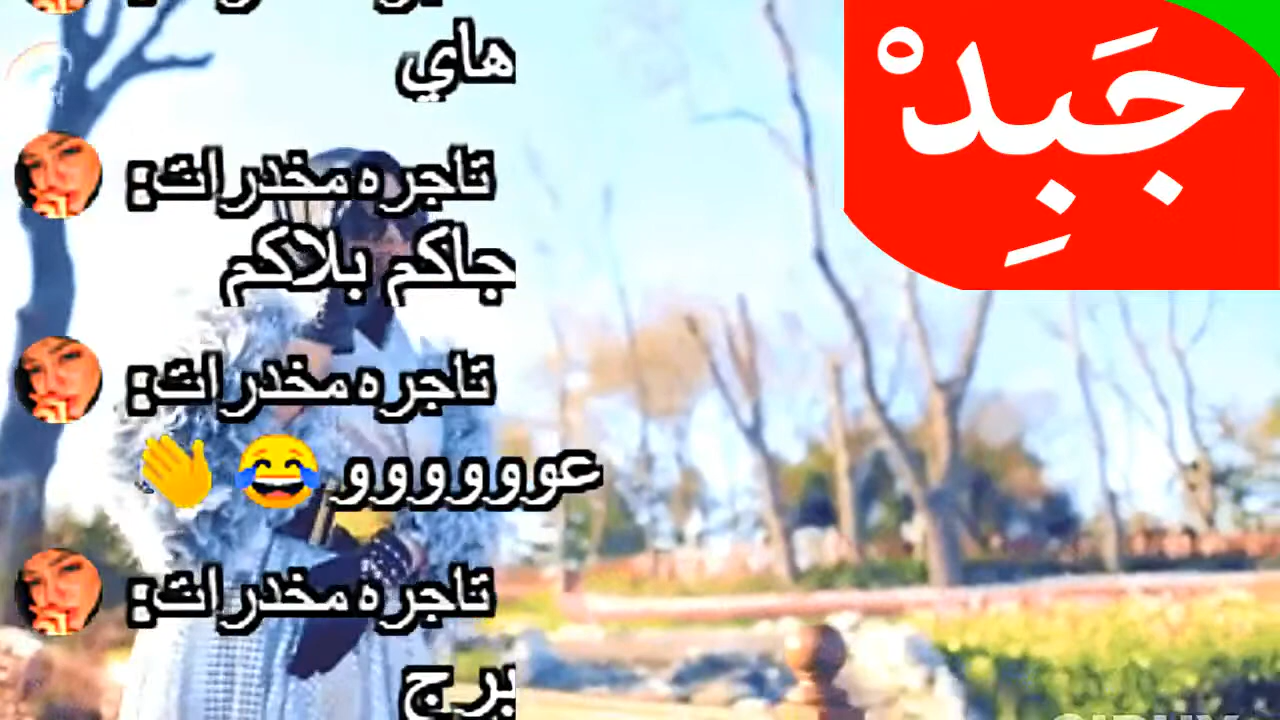 هاي
جَبِدْ
تاجره مخدرات:
جاكم بلاكم
تاجره مخدرات:
عوووووو 😂 👋
تاجره مخدرات:
برج